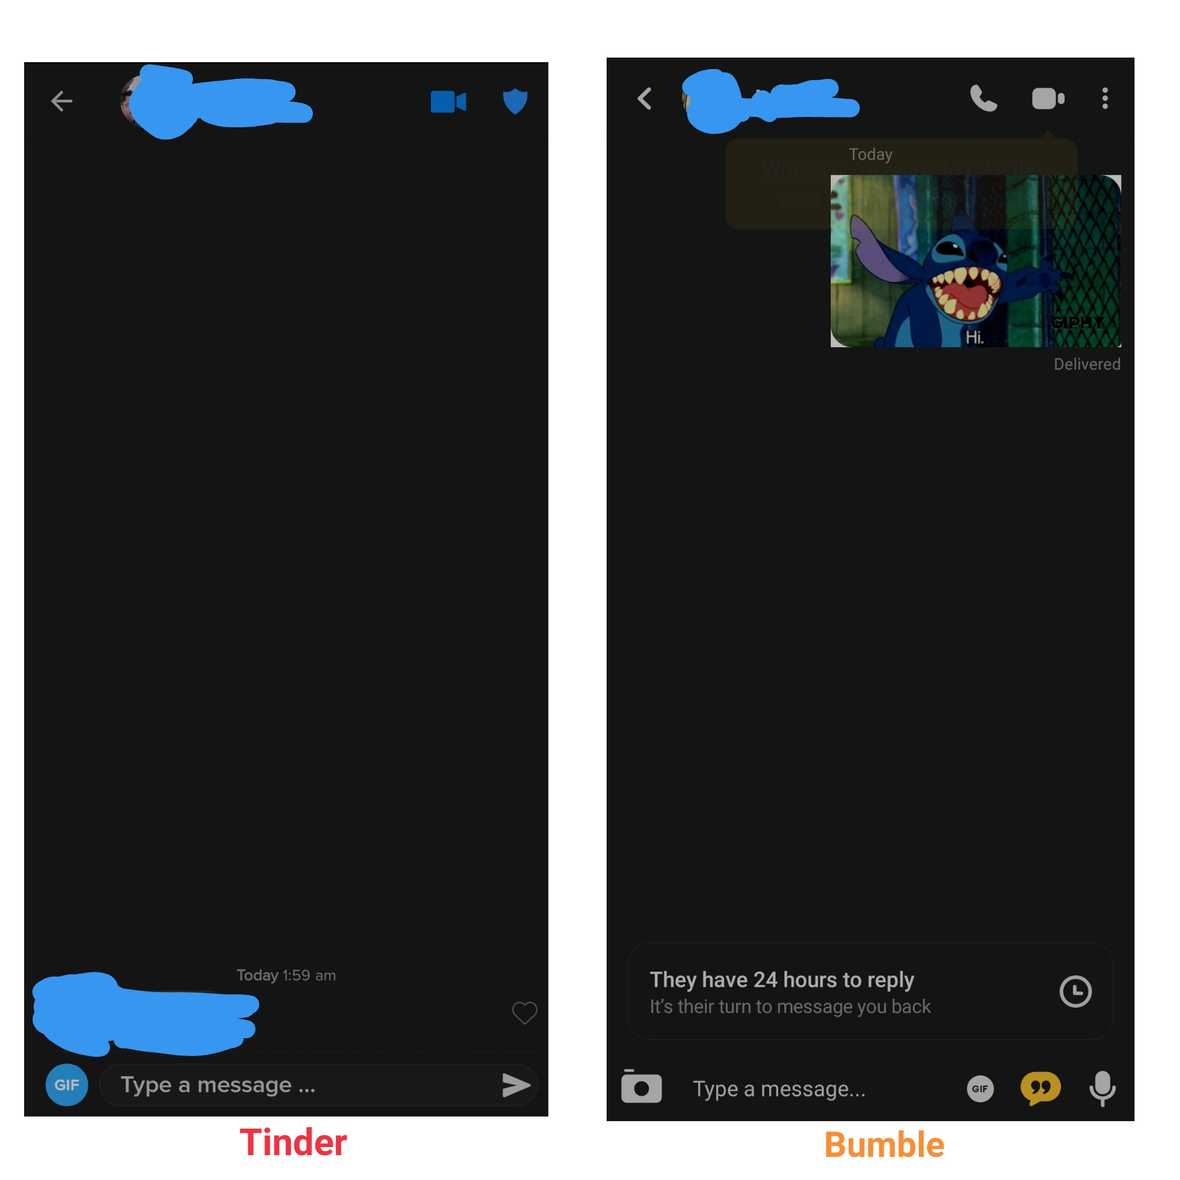 Today 1:59 am
GIF
Type a message ...
Tinder
Today
Hi.
GIPHY
Delivered
They have 24 hours to reply
It's their turn to message you back
Type a message...
GIF
Bumble